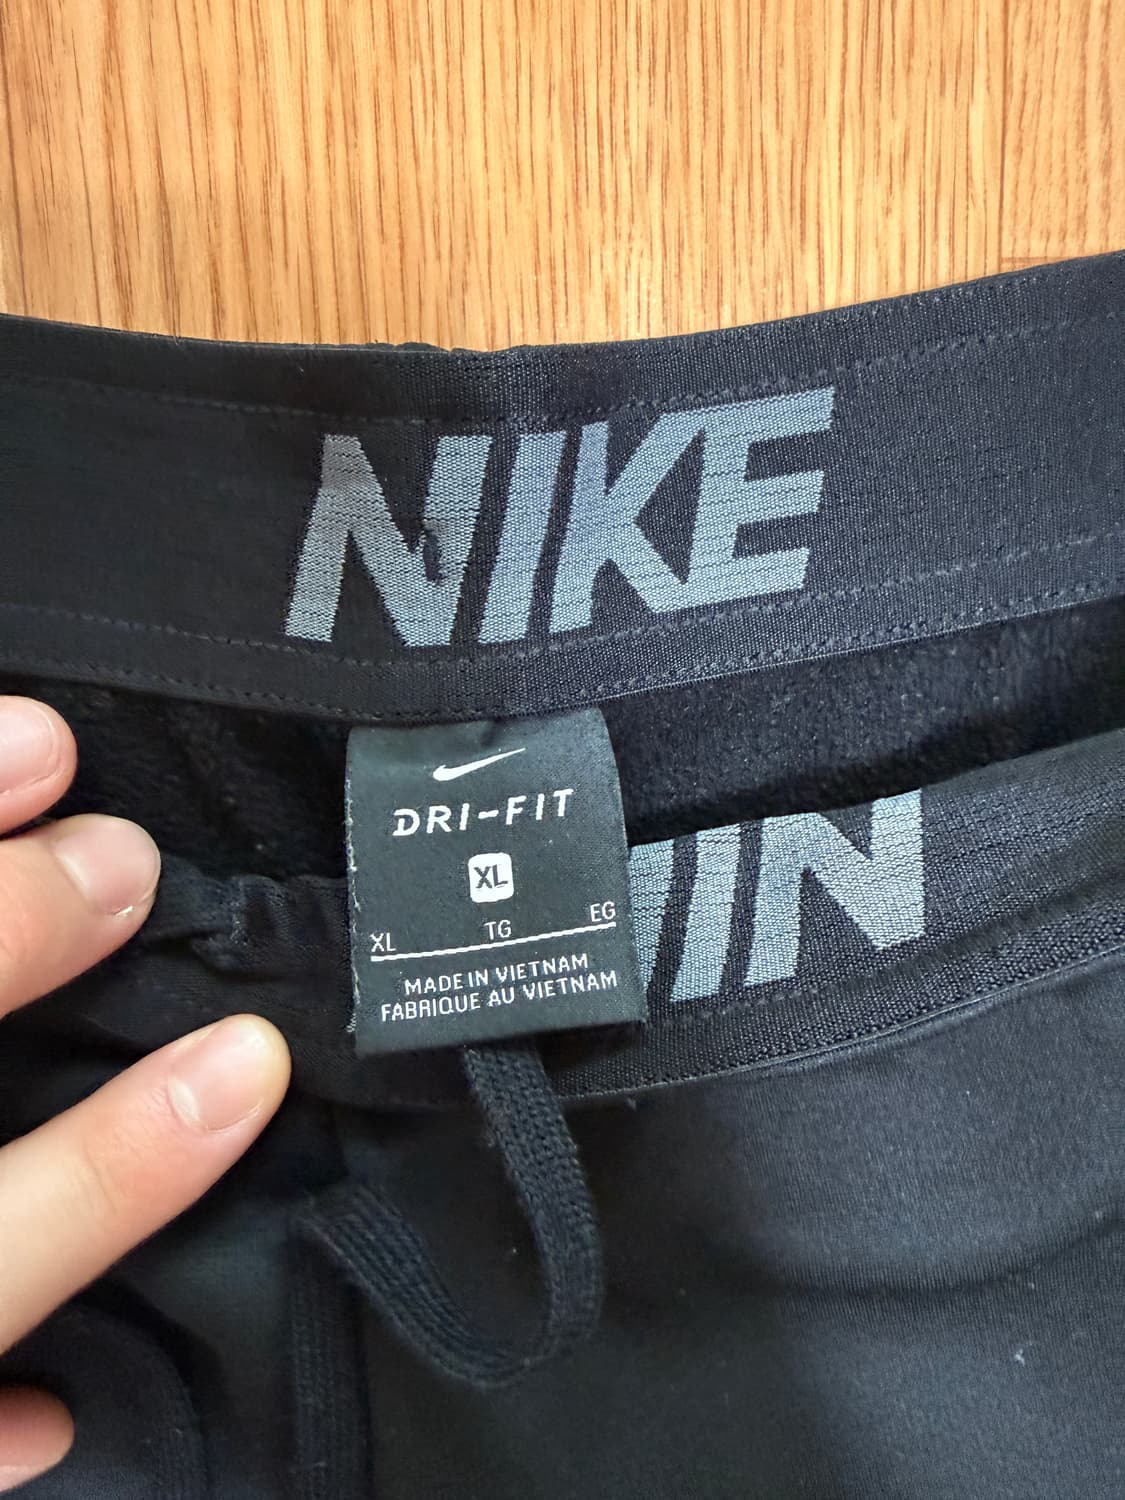 NIKE
DRI-FIT
XL
XL TG EG
MADE IN VIETNAM
FABRIQUE AU VIETNAM